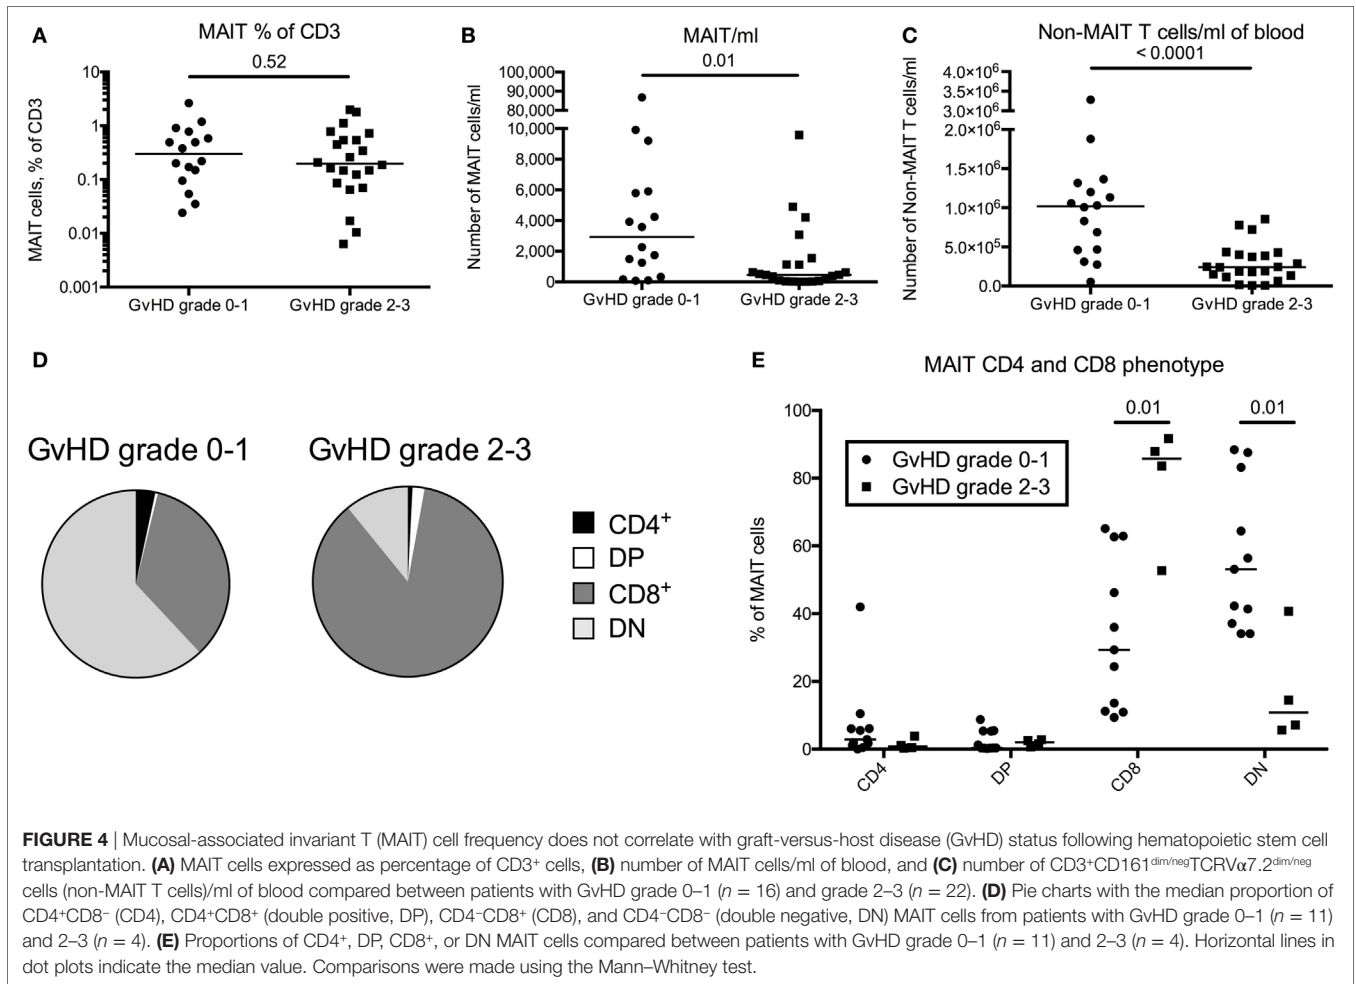 A
MAIT % of CD3
0.52
10
1
0.1
0.01
0.001
MAIT cells, % of CD3
GvHD grade 0-1
GvHD grade 2-3
B
MAIT/ml
0.01
100,000
90,000
80,000
10,000
8,000
6,000
4,000
2,000
0
Number of MAIT cells/ml
GvHD grade 0-1
GvHD grade 2-3
C
Non-MAIT T cells/ml of blood
< 0.0001
4.0×10⁶
3.5×10⁶
3.0×10⁶
2.0×10⁶
1.5×10⁶
1.0×10⁶
5.0×10⁵
0.0
Number of Non-MAIT T cells/ml
GvHD grade 0-1
GvHD grade 2-3
D
GvHD grade 0-1
GvHD grade 2-3
CD4⁺
DP
CD8⁺
DN
E
MAIT CD4 and CD8 phenotype
0.01
0.01
GvHD grade 0-1
GvHD grade 2-3
100
80
60
40
20
0
% of MAIT cells
CD4
DP
CD8
DN
FIGURE 4 | Mucosal-associated invariant T (MAIT) cell frequency does not correlate with graft-versus-host disease (GvHD) status following hematopoietic stem cell
transplantation. (A) MAIT cells expressed as percentage of CD3⁺ cells, (B) number of MAIT cells/ml of blood, and (C) number of CD3⁺CD161ᵈⁱᵐ/ⁿᵉᵍTCRVα7.2ᵈⁱᵐ/ⁿᵉᵍ
cells (non-MAIT T cells)/ml of blood compared between patients with GvHD grade 0–1 (n = 16) and grade 2–3 (n = 22). (D) Pie charts with the median proportion of
CD4⁺CD8⁻ (CD4), CD4⁺CD8⁺ (double positive, DP), CD4⁻CD8⁺ (CD8), and CD4⁻CD8⁻ (double negative, DN) MAIT cells from patients with GvHD grade 0–1 (n = 11)
and 2–3 (n = 4). (E) Proportions of CD4⁺, DP, CD8⁺, or DN MAIT cells compared between patients with GvHD grade 0–1 (n = 11) and 2–3 (n = 4). Horizontal lines in
dot plots indicate the median value. Comparisons were made using the Mann–Whitney test.